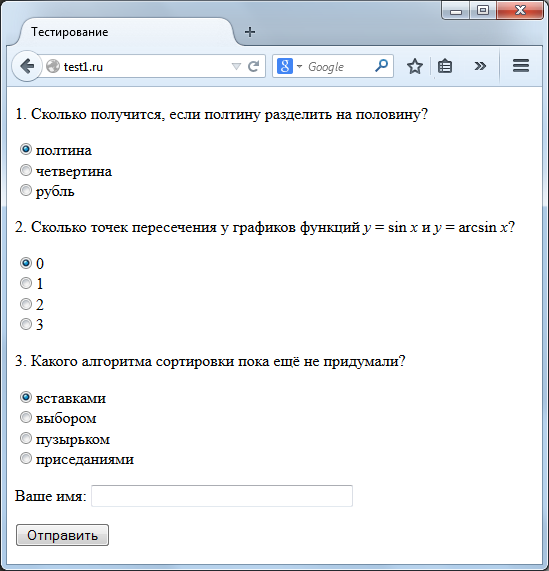 Тестирование
test1.ru
Google
1. Сколько получится, если полтину разделить на половину?
полтина
четвертина
рубль
2. Сколько точек пересечения у графиков функций y = sin x и y = arcsin x?
0
1
2
3
3. Какого алгоритма сортировки пока ещё не придумали?
вставками
выбором
пузырьком
приседаниями
Ваше имя:
Отправить